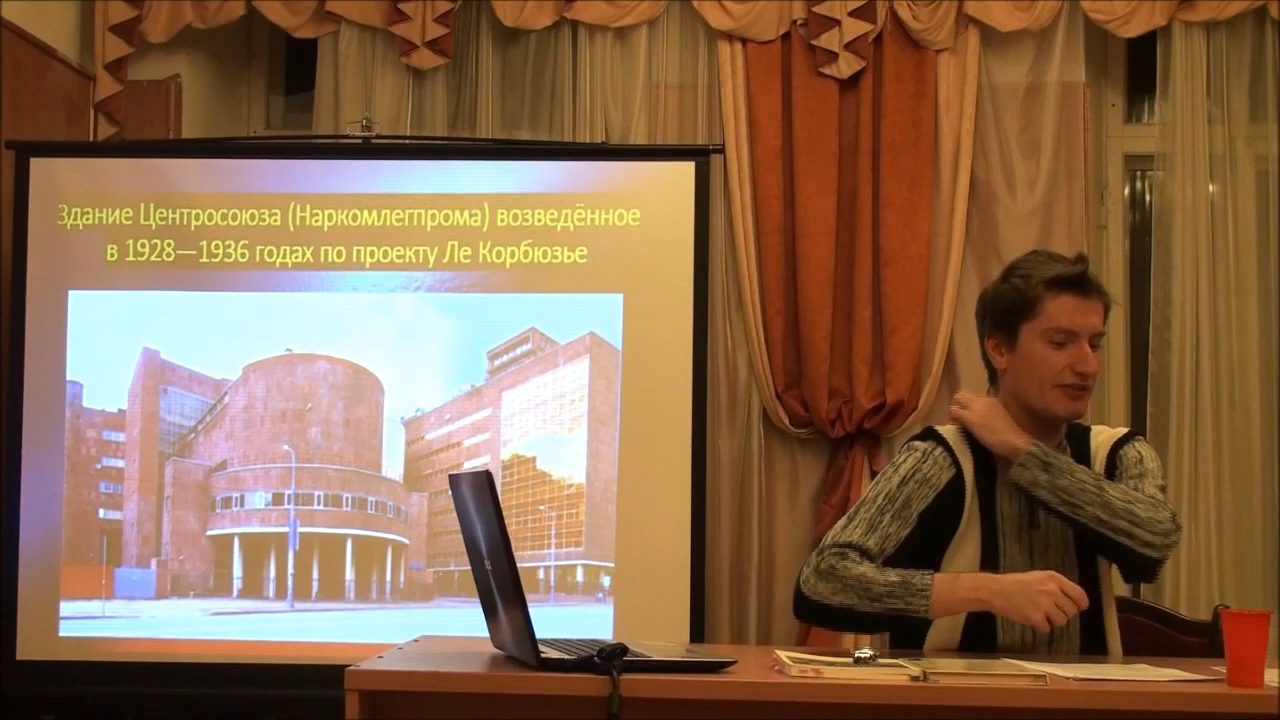 Здание Центросоюза (Наркомлегпрома) возведённое
в 1928—1936 годах по проекту Ле Корбюзье